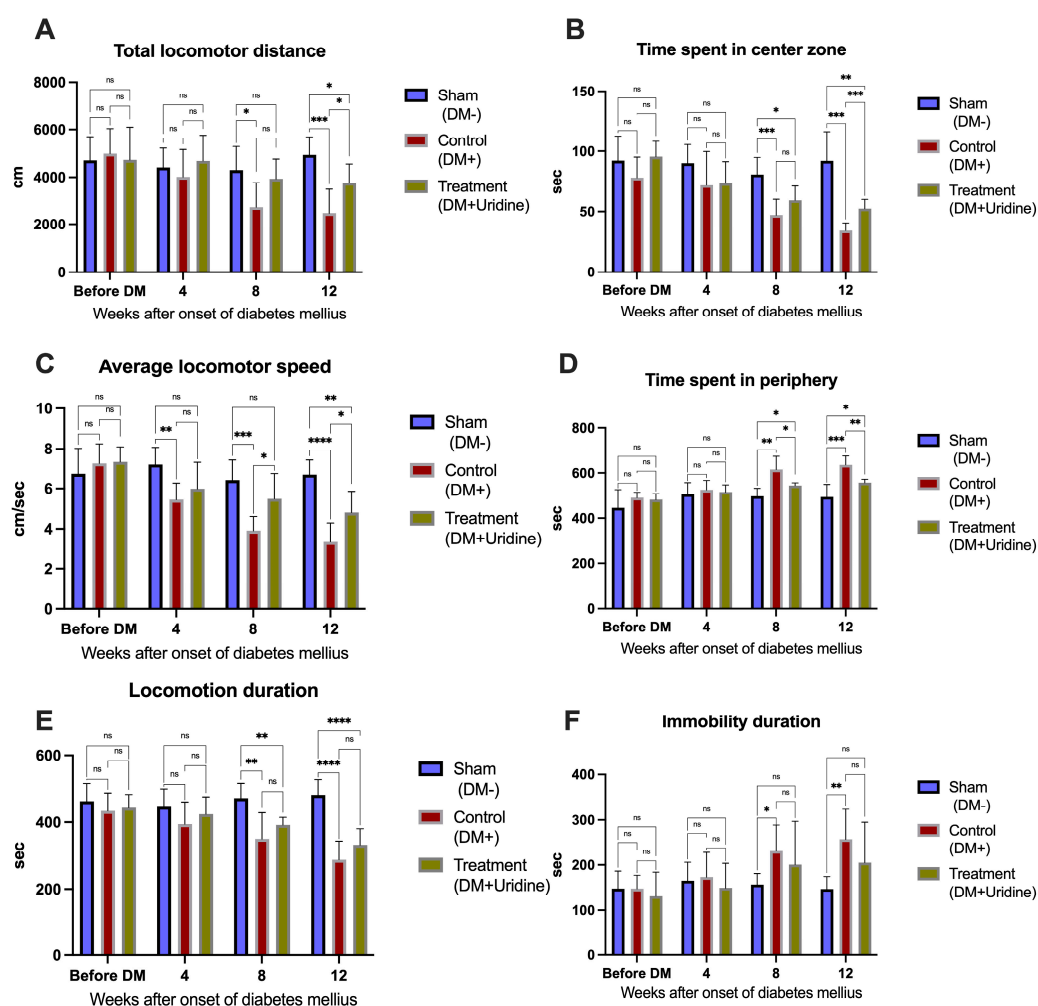 A
Total locomotor distance
ns
ns
ns
ns
ns
ns
ns
*
ns
*
***
*
8000
6000
4000
2000
0
cm
Before DM
4
8
12
Weeks after onset of diabetes mellius
Sham
(DM-)
Control
(DM+)
Treatment
(DM+Uridine)
B
Time spent in center zone
ns
ns
ns
ns
ns
ns
*
***
ns
**
***
***
150
100
50
0
sec
Before DM
4
8
12
Weeks after onset of diabetes mellius
Sham
(DM-)
Control
(DM+)
Treatment
(DM+Uridine)
C
Average locomotor speed
ns
ns
ns
ns
**
ns
ns
***
*
**
****
*
10
8
6
4
2
0
cm/sec
Before DM
4
8
12
Weeks after onset of diabetes mellius
Sham
(DM-)
Control
(DM+)
Treatment
(DM+Uridine)
D
Time spent in periphery
ns
ns
ns
ns
ns
ns
*
**
*
*
***
**
800
600
400
200
0
sec
Before DM
4
8
12
Weeks after onset of diabetes mellius
Sham
(DM-)
Control
(DM+)
Treatment
(DM+Uridine)
E
Locomotion duration
ns
ns
ns
ns
ns
ns
**
**
ns
****
****
ns
600
400
200
0
sec
Before DM
4
8
12
Weeks after onset of diabetes mellius
Sham
(DM-)
Control
(DM+)
Treatment
(DM+Uridine)
F
Immobility duration
ns
ns
ns
ns
ns
ns
ns
*
ns
ns
**
ns
400
300
200
100
0
sec
Before DM
4
8
12
Weeks after onset of diabetes mellius
Sham
(DM-)
Control
(DM+)
Treatment
(DM+Uridine)